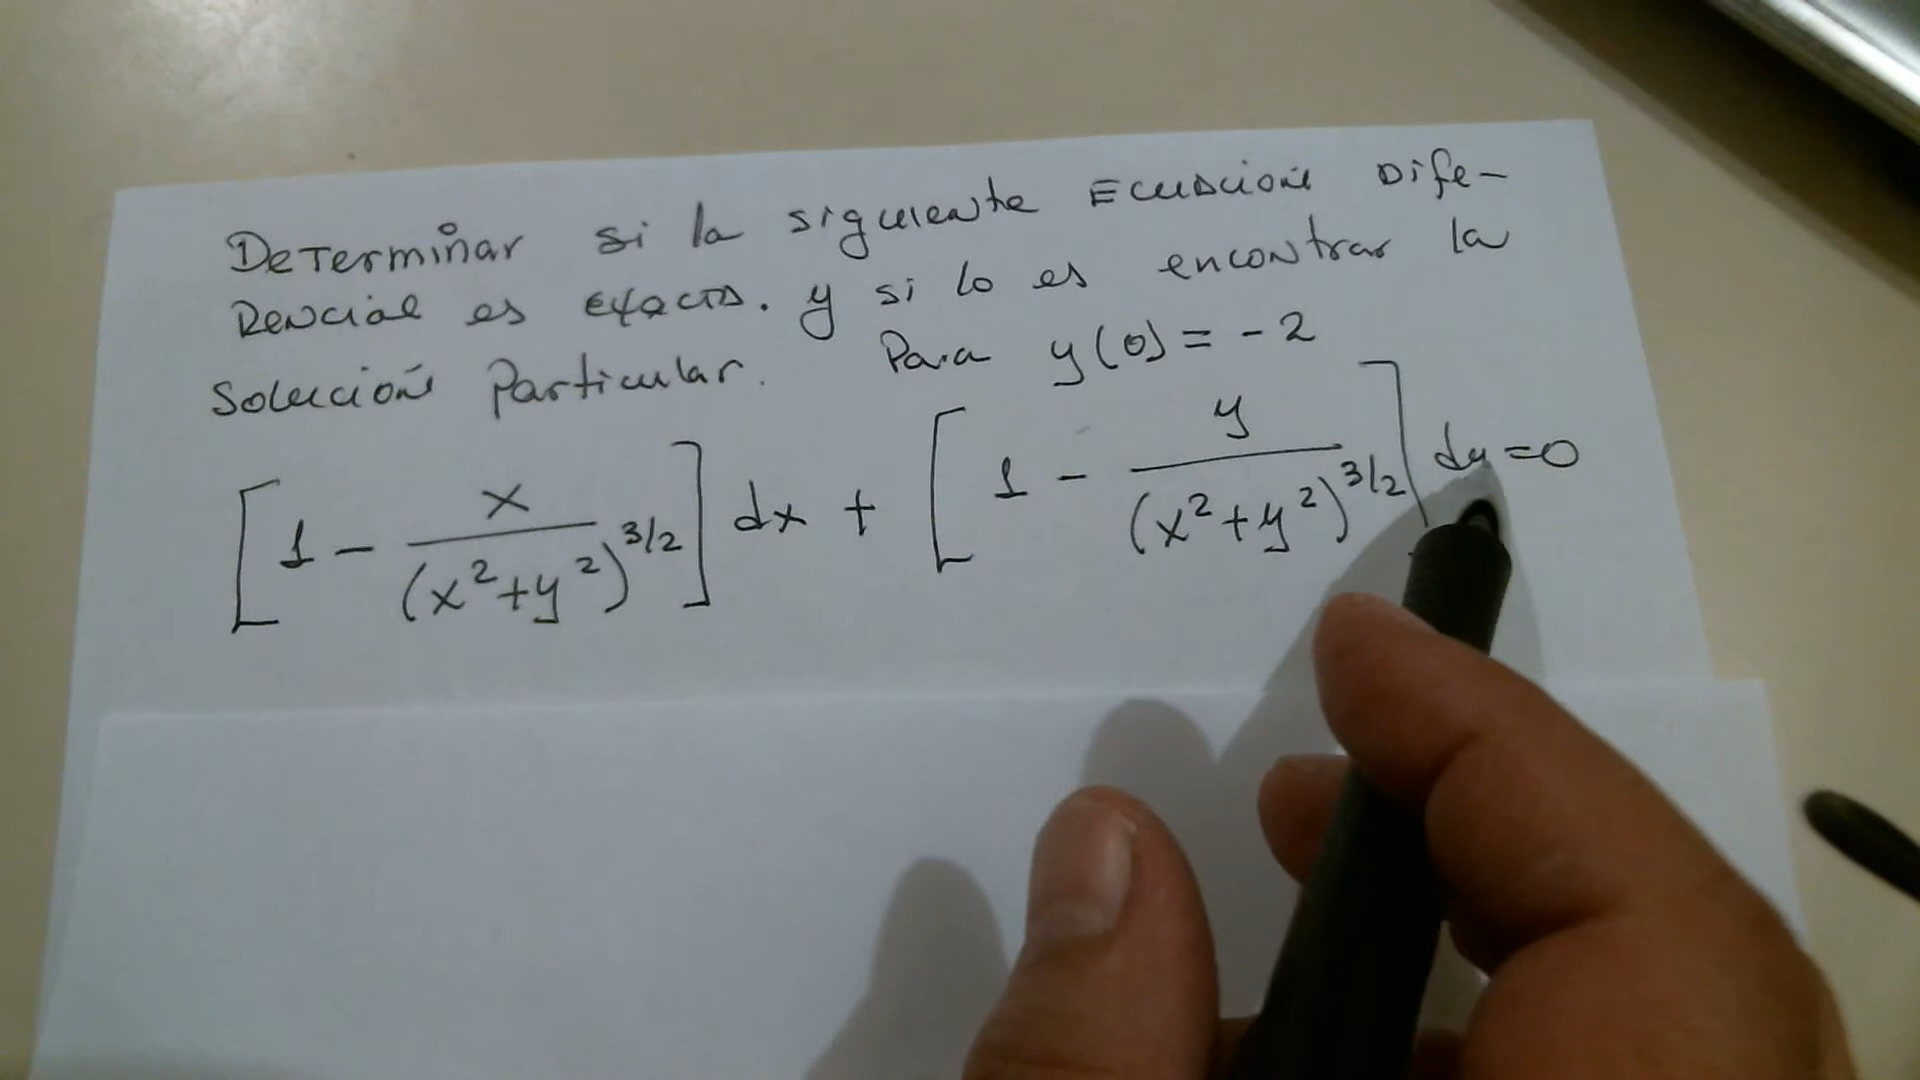 Determinar si la siguiente Ecuación Dife-
rencial es exacta. y si lo es encontrar la
Solución Particular. Para y(0) = -2
[1 - x/(x²+y²)^3/2] dx + [1 - y/(x²+y²)^3/2] dy = 0